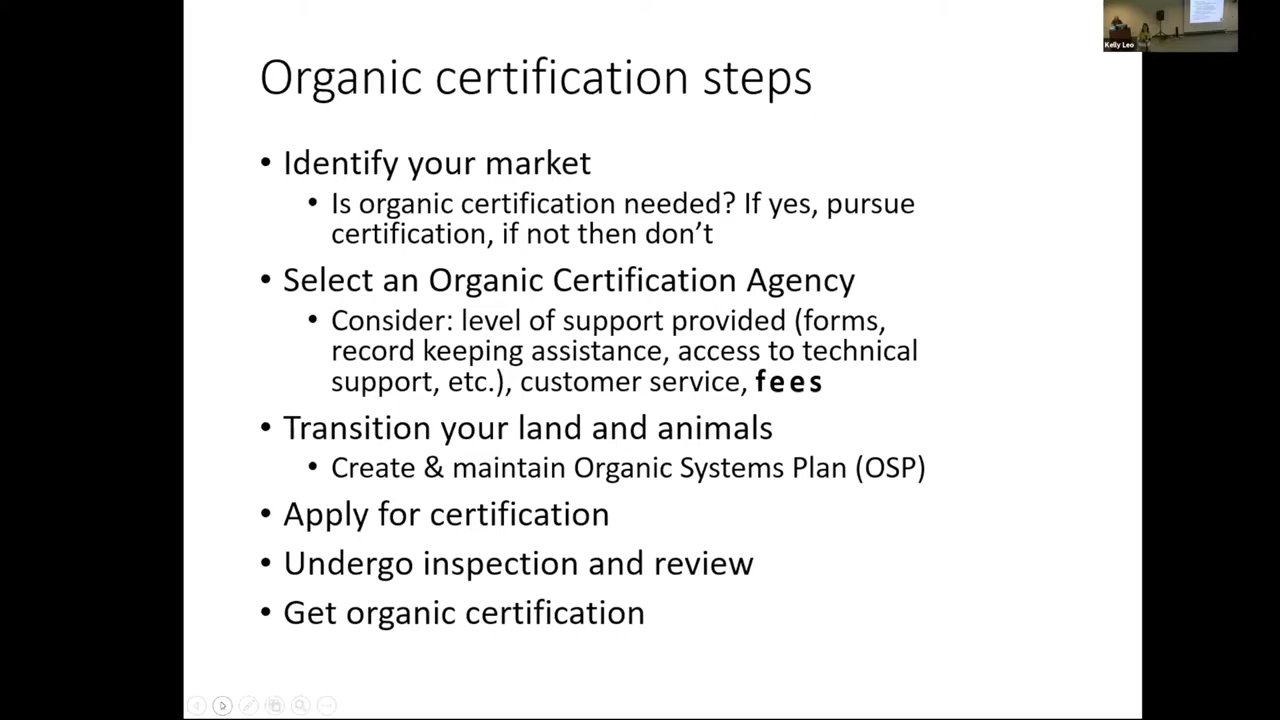 Kelly Leo
Organic certification steps
• Identify your market
• Is organic certification needed? If yes, pursue
certification, if not then don't
• Select an Organic Certification Agency
• Consider: level of support provided (forms,
record keeping assistance, access to technical
support, etc.), customer service, fees
• Transition your land and animals
• Create & maintain Organic Systems Plan (OSP)
• Apply for certification
• Undergo inspection and review
• Get organic certification